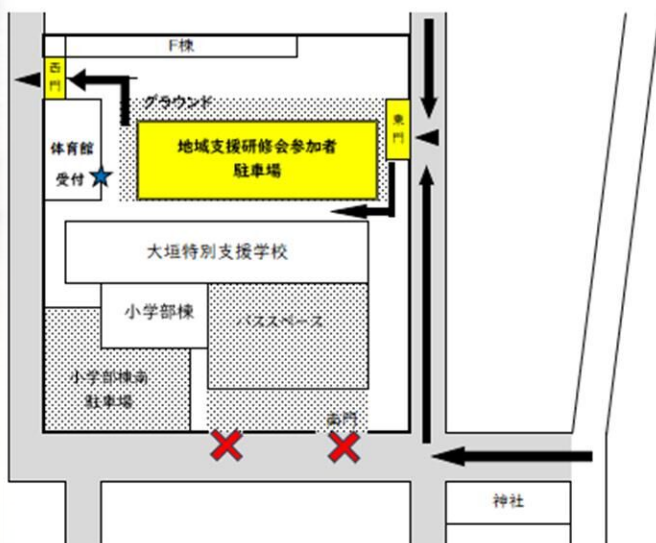 F棟
西
門
グラウンド
東
門
地域支援研修会参加者
駐車場
体育館
受付
大垣特別支援学校
小学部棟
バススペース
小学部棟南
駐車場
南門
神社